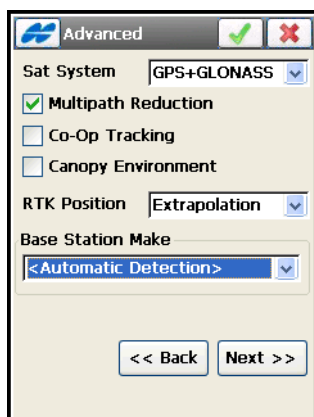 Advanced
Sat System GPS+GLONASS
Multipath Reduction
Co-Op Tracking
Canopy Environment
RTK Position Extrapolation
Base Station Make
<Automatic Detection>
<< Back Next >>